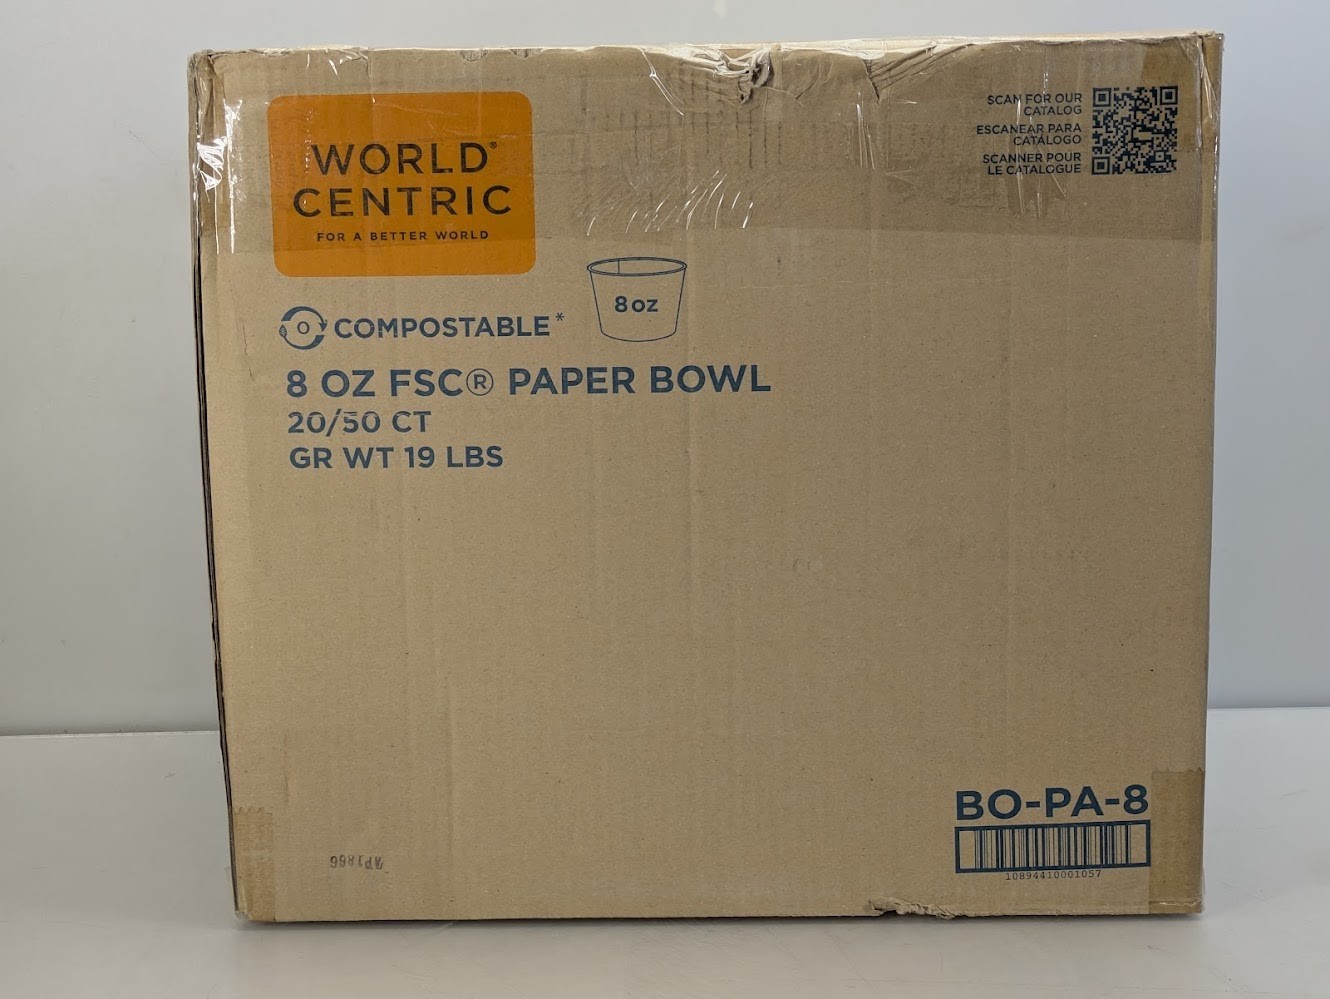 WORLD®
CENTRIC
FOR A BETTER WORLD
SCAN FOR OUR
CATALOG
ESCANEAR PARA
CATÁLOGO
SCANNER POUR
LE CATALOGUE
8 oz
COMPOSTABLE*
8 OZ FSC® PAPER BOWL
20/50 CT
GR WT 19 LBS
BO-PA-8
10894410001057